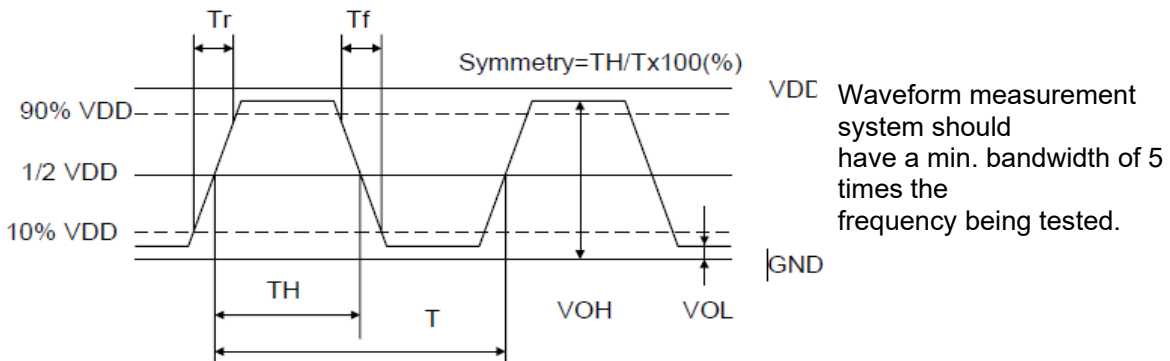 Tr
Tf
Symmetry=TH/Tx100(%)
VDD
90% VDD
1/2 VDD
10% VDD
GND
TH
T
VOH
VOL
Waveform measurement
system should
have a min. bandwidth of 5
times the
frequency being tested.